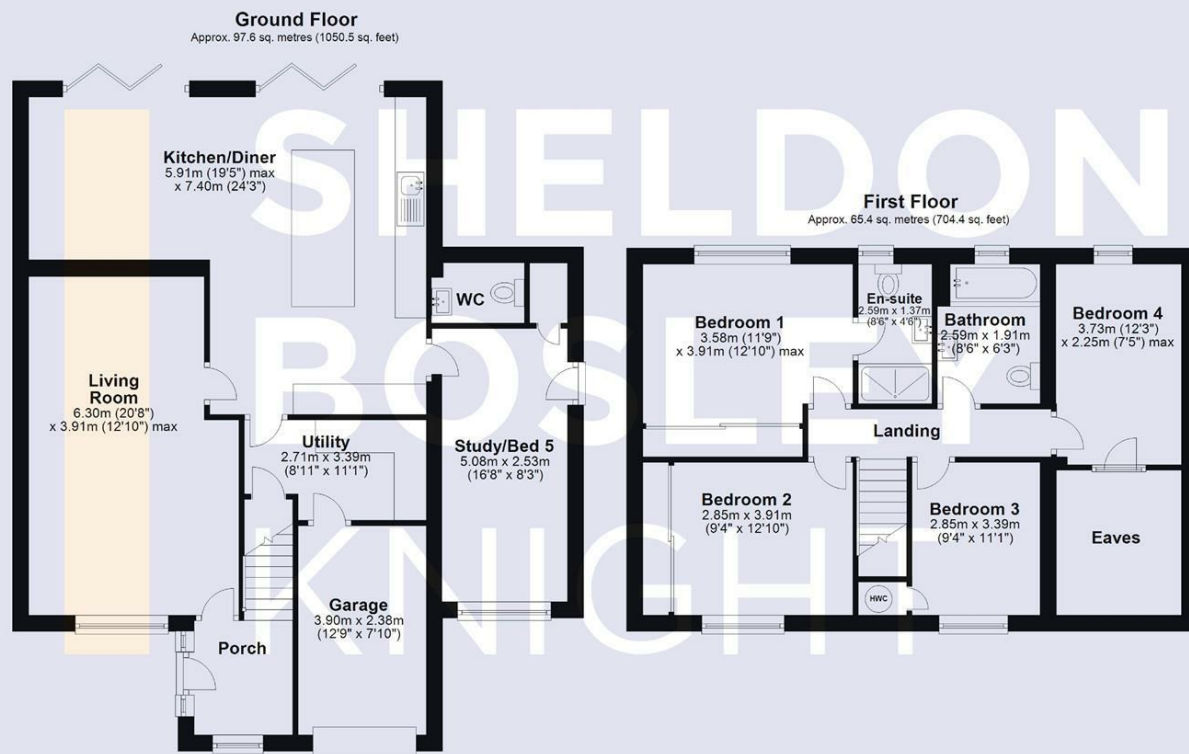 Ground Floor
Approx. 97.6 sq. metres (1050.5 sq. feet)
Kitchen/Diner
5.91m (19'5") max
x 7.40m (24'3")
WC
Living
Room
6.30m (20'8")
x 3.91m (12'10") max
Utility
2.71m x 3.39m
(8'11" x 11'1")
Study/Bed 5
5.08m x 2.53m
(16'8" x 8'3")
Garage
3.90m x 2.38m
(12'9" x 7'10")
Porch
First Floor
Approx. 65.4 sq. metres (704.4 sq. feet)
Bedroom 1
3.58m (11'9")
x 3.91m (12'10") max
En-suite
2.59m x 1.37m
(8'6" x 4'6")
Bathroom
2.59m x 1.91m
(8'6" x 6'3")
Bedroom 4
3.73m (12'3")
x 2.25m (7'5") max
Landing
Bedroom 2
2.85m x 3.91m
(9'4" x 12'10")
Bedroom 3
2.85m x 3.39m
(9'4" x 11'1")
Eaves
HWC
SHELDON
BOSLEY
KNIGHT